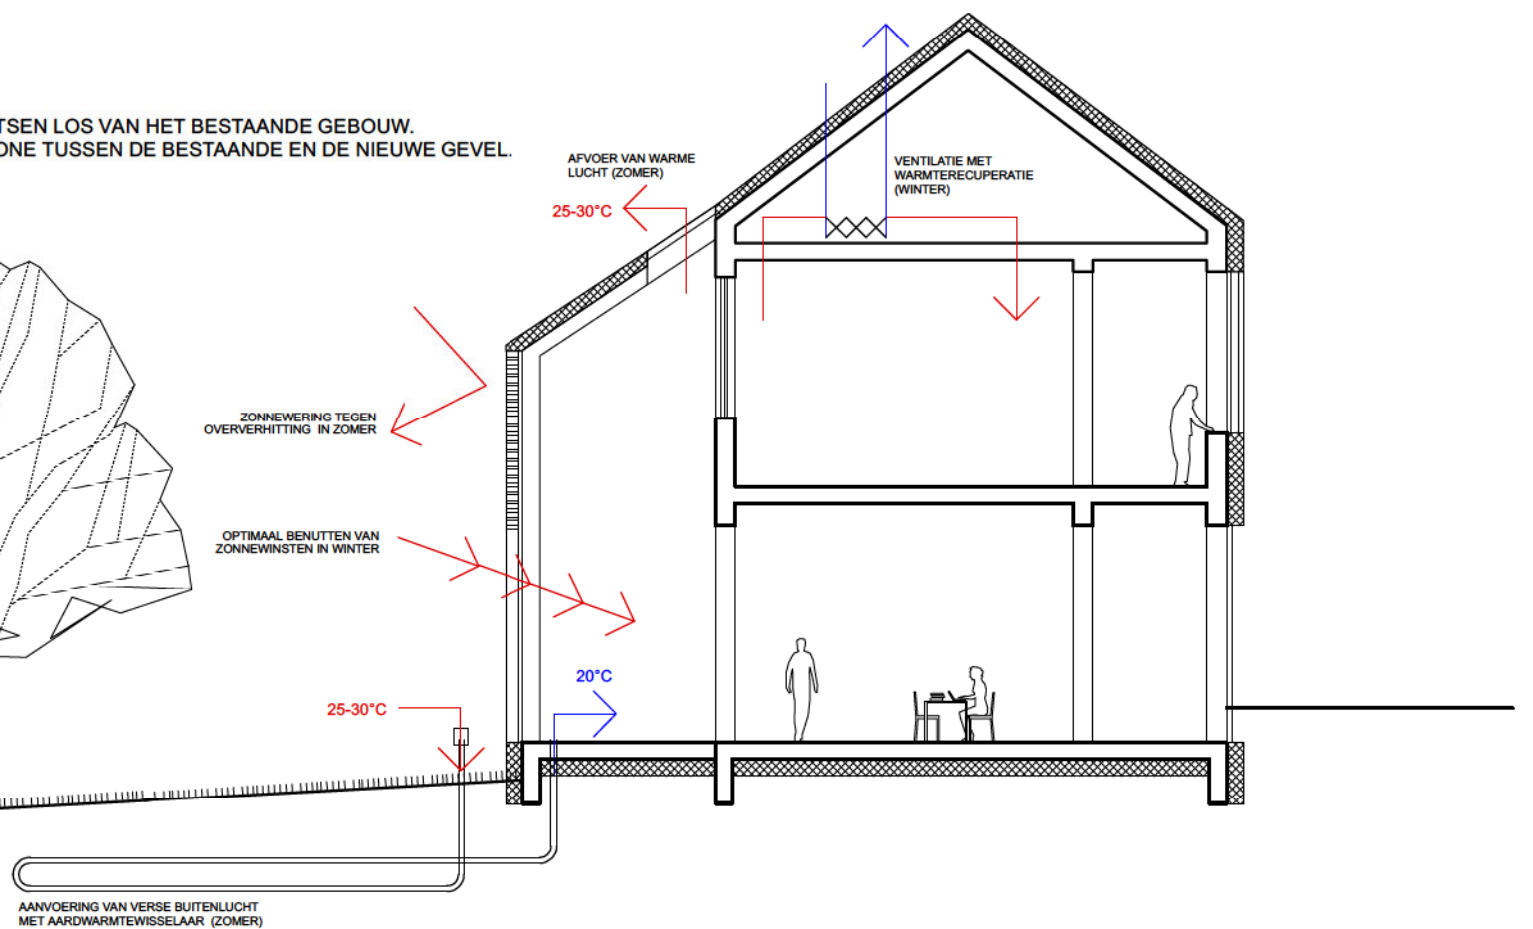 TSEN LOS VAN HET BESTAANDE GEBOUW.
ONE TUSSEN DE BESTAANDE EN DE NIEUWE GEVEL.
AFVOER VAN WARME
LUCHT (ZOMER)
25-30°C
VENTILATIE MET
WARMTERECUPERATIE
(WINTER)
ZONNEWERING TEGEN
OVERVERHITTING IN ZOMER
OPTIMAAL BENUTTEN VAN
ZONNEWINSTEN IN WINTER
20°C
25-30°C
AANVOERING VAN VERSE BUITENLUCHT
MET AARDWARMTEWISSELAAR (ZOMER)